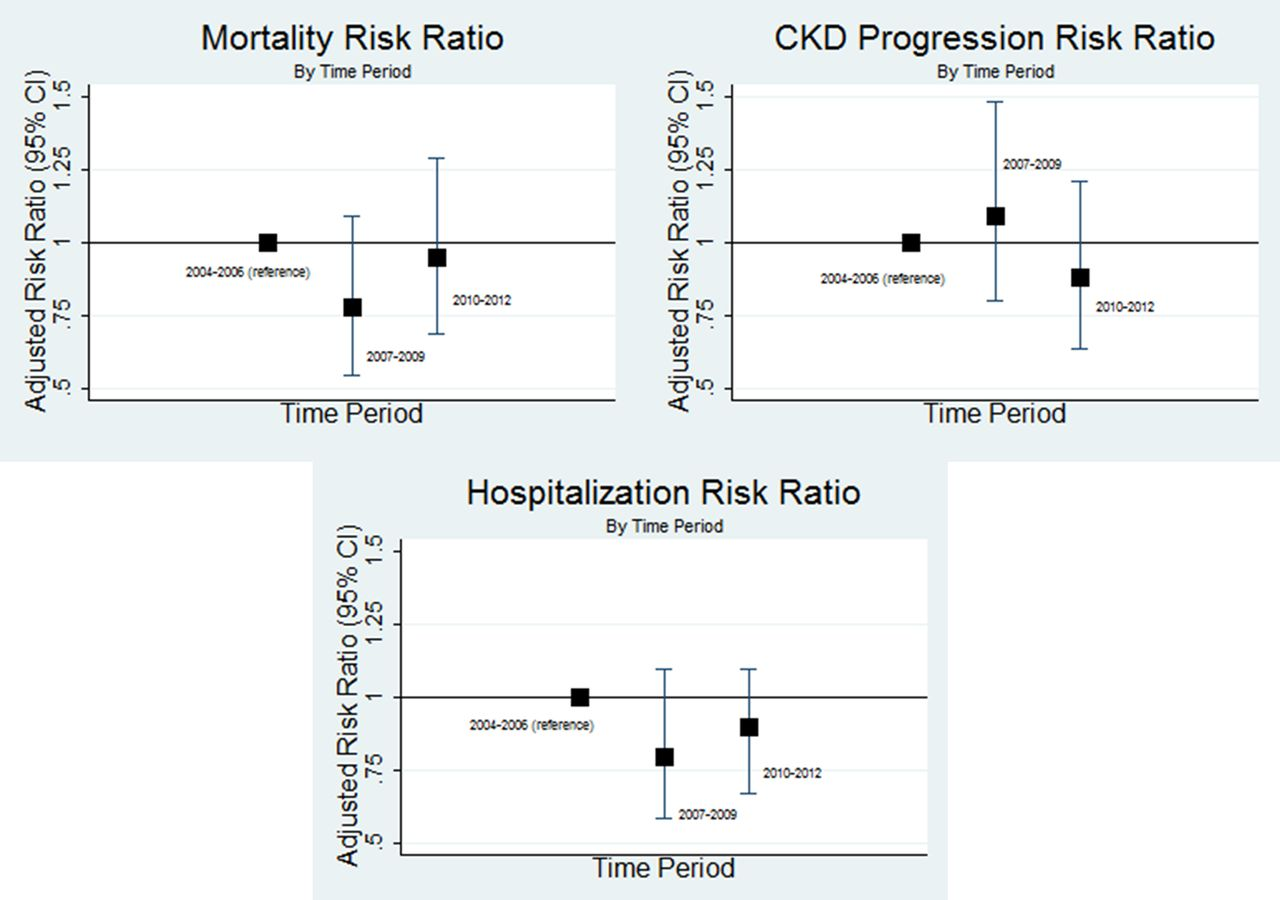 Mortality Risk Ratio
By Time Period
Adjusted Risk Ratio (95% CI)
1.5
1.25
1
.75
.5
2004-2006 (reference)
2007-2009
2010-2012
Time Period
CKD Progression Risk Ratio
By Time Period
Adjusted Risk Ratio (95% CI)
1.5
1.25
1
.75
.5
2004-2006 (reference)
2007-2009
2010-2012
Time Period
Hospitalization Risk Ratio
By Time Period
Adjusted Risk Ratio (95% CI)
1.5
1.25
1
.75
.5
2004-2006 (reference)
2007-2009
2010-2012
Time Period